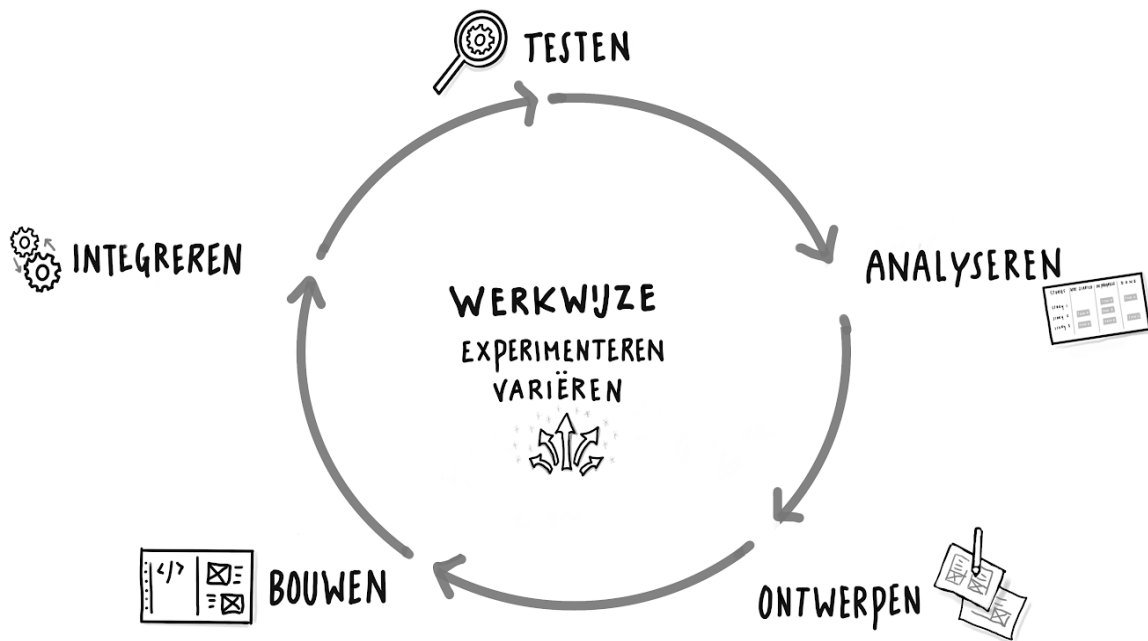 TESTEN
INTEGREREN
ANALYSEREN
WERKWIJZE
EXPERIMENTEREN
VARIËREN
</>
BOUWEN
ONTWERPEN